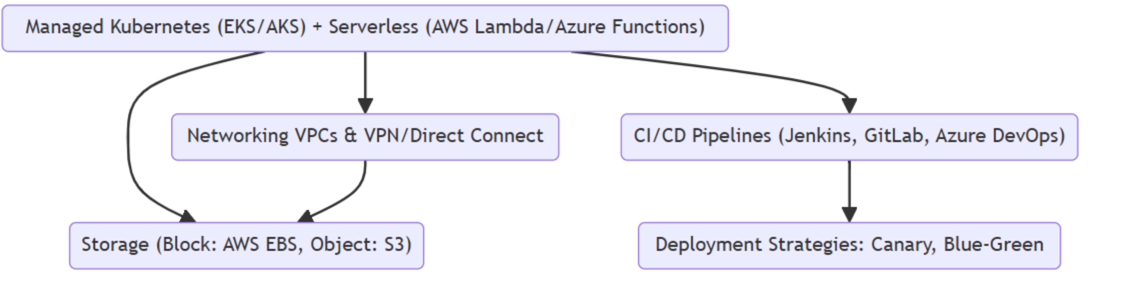 Managed Kubernetes (EKS/AKS) + Serverless (AWS Lambda/Azure Functions)
Networking VPCs & VPN/Direct Connect
CI/CD Pipelines (Jenkins, GitLab, Azure DevOps)
Storage (Block: AWS EBS, Object: S3)
Deployment Strategies: Canary, Blue-Green